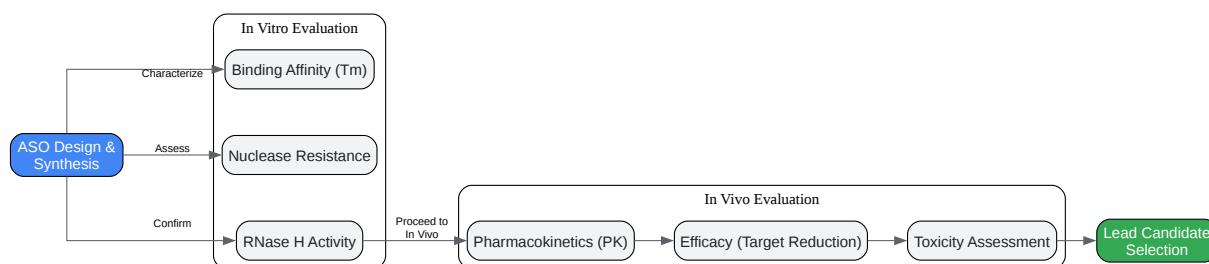 In Vitro Evaluation
Binding Affinity (Tm)
Characterize
ASO Design &
Synthesis
Assess
Nuclease Resistance
In Vivo Evaluation
Confirm
Proceed to
In Vivo
RNase H Activity
Pharmacokinetics (PK)
Efficacy (Target Reduction)
Toxicity Assessment
Lead Candidate
Selection